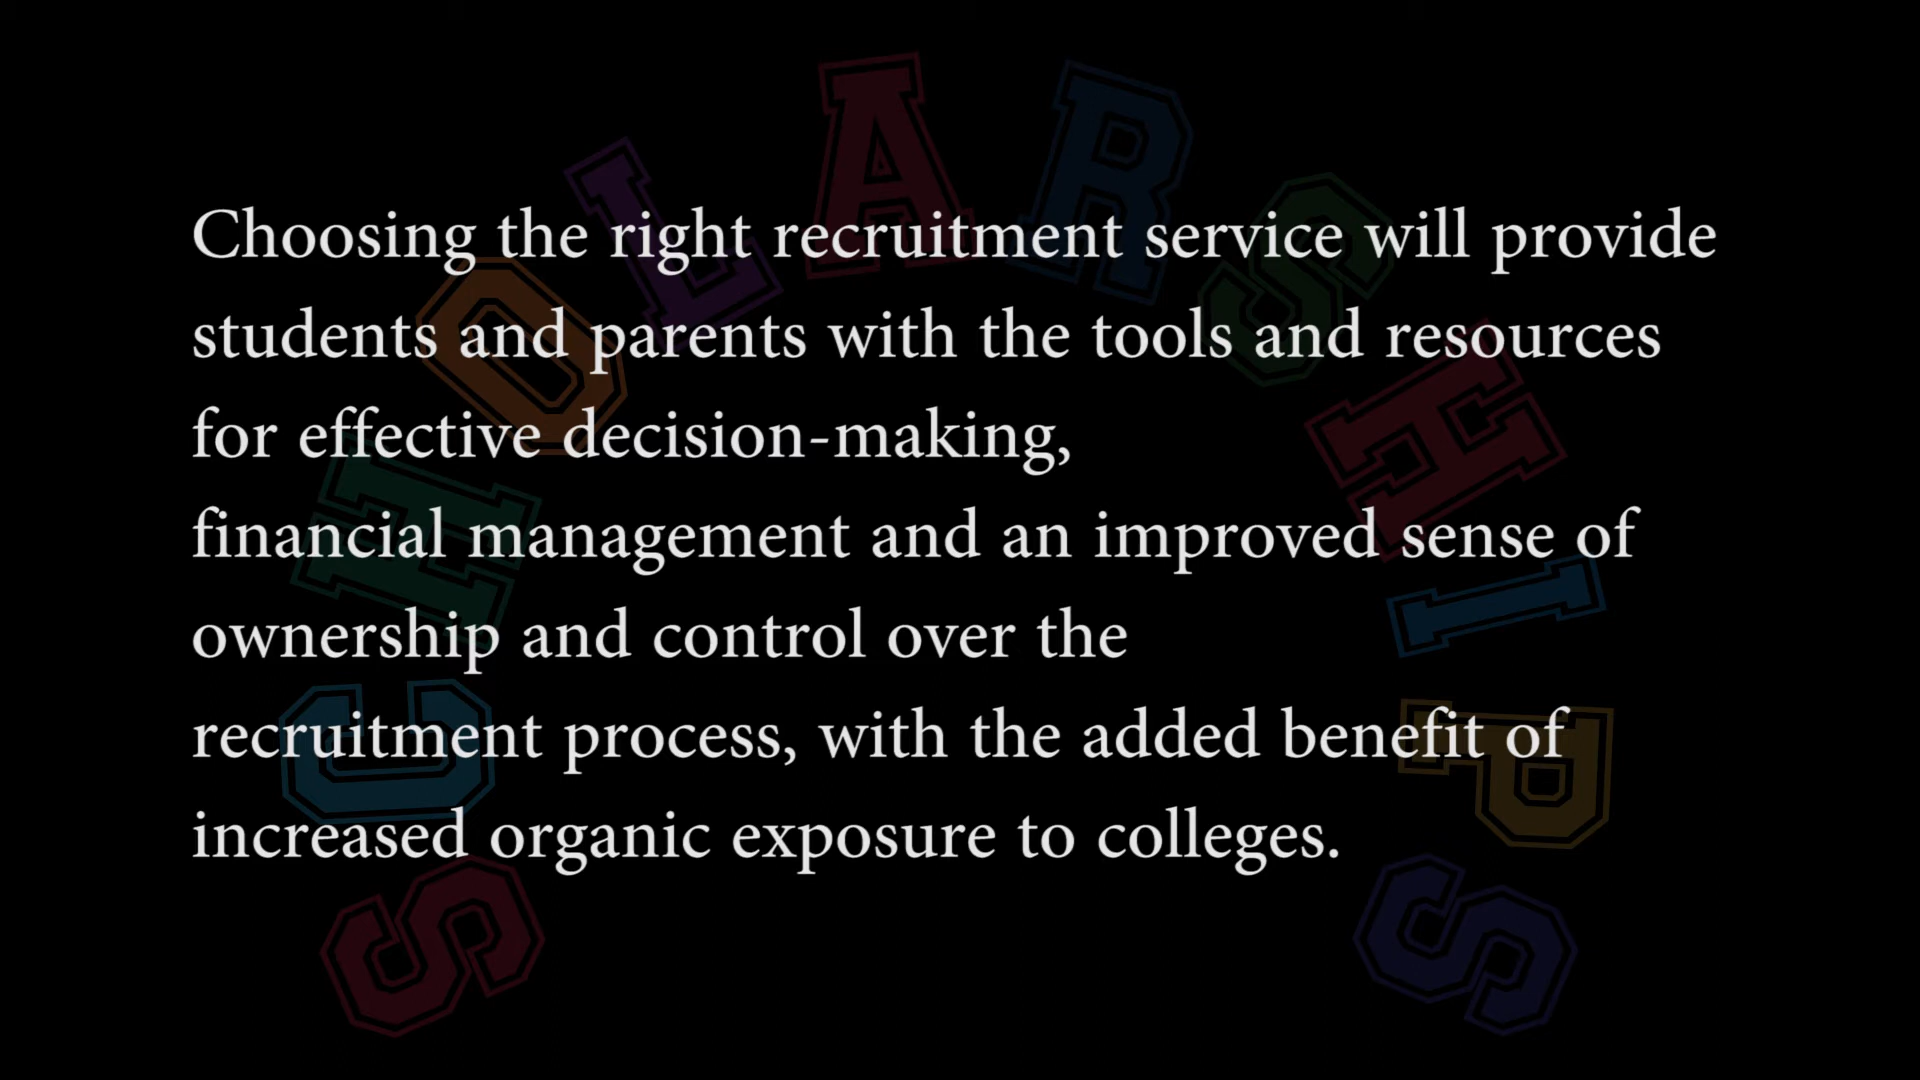 SCHOLARSHIPS
Choosing the right recruitment service will provide
students and parents with the tools and resources
for effective decision-making,
financial management and an improved sense of
ownership and control over the
recruitment process, with the added benefit of
increased organic exposure to colleges.